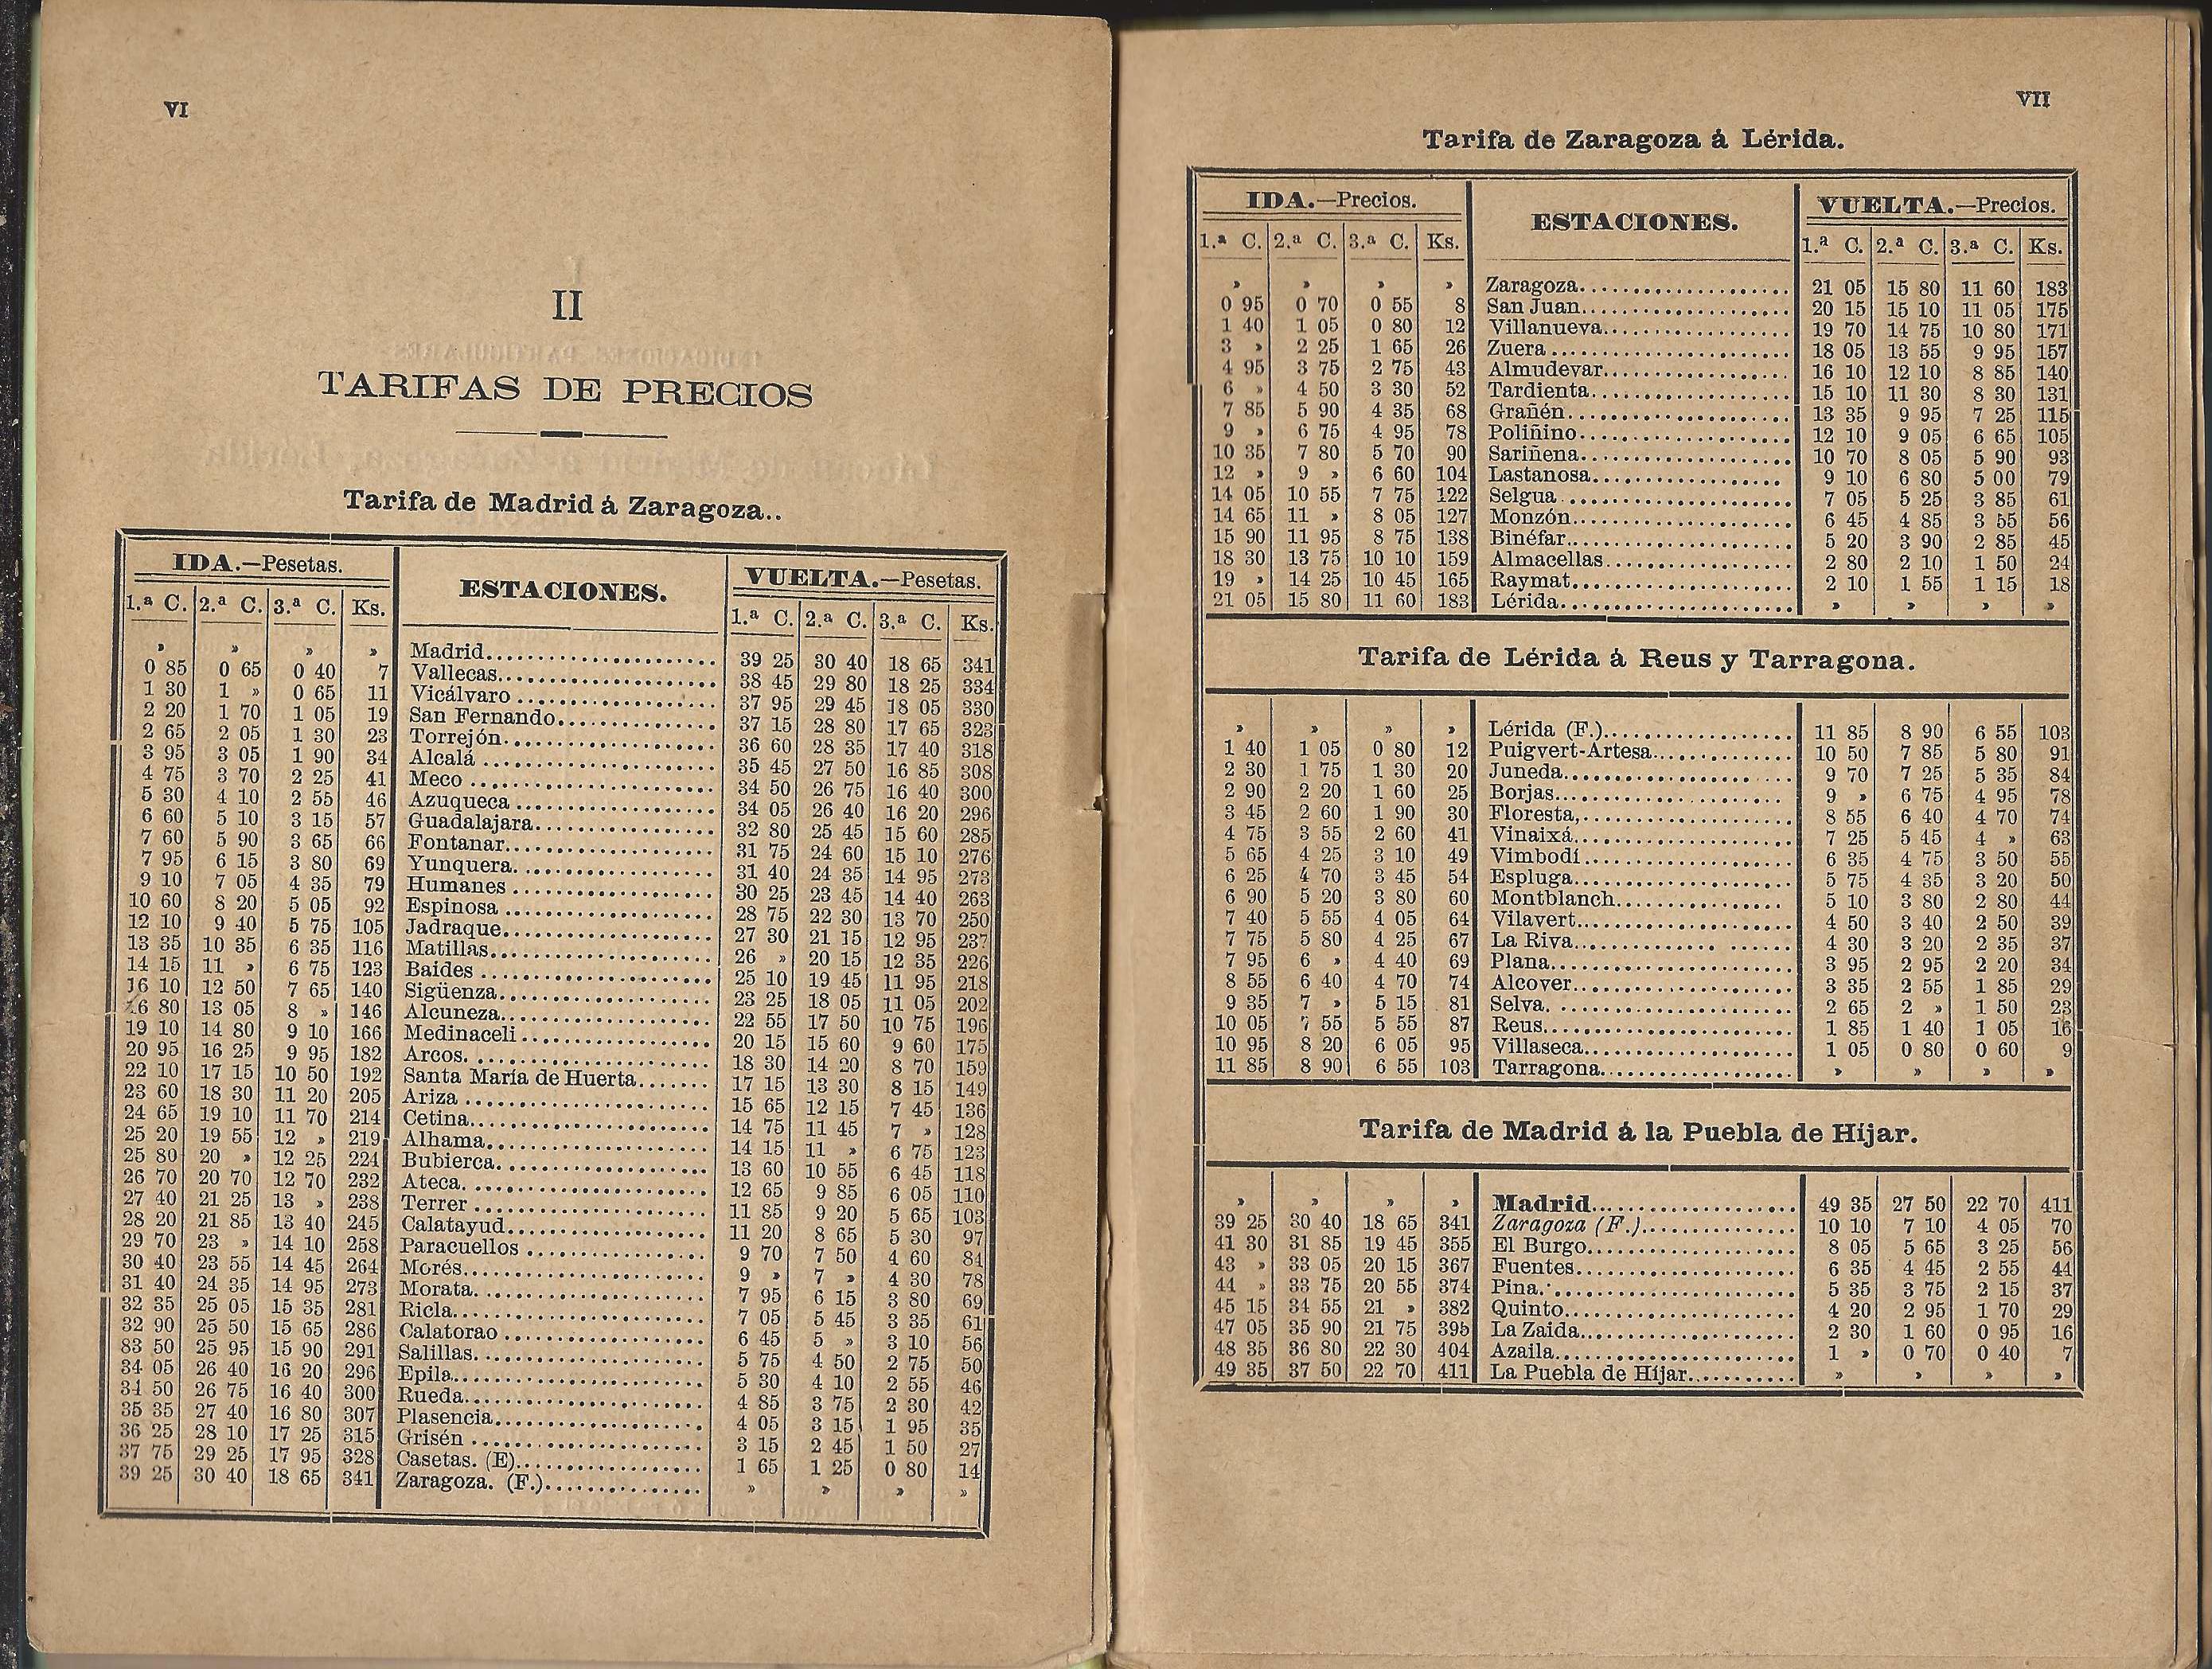 VI
II
TARIFAS DE PRECIOS
Tarifa de Madrid á Zaragoza..
IDA.—Pesetas. ESTACIONES. VUELTA.—Pesetas.
1.ª C. 2.ª C. 3.ª C. Ks. 1.ª C. 2.ª C. 3.ª C. Ks.
» » » » Madrid 39 25 30 40 18 65 341
0 85 0 65 0 40 7 Vallecas 38 45 29 80 18 25 334
1 30 1 » 0 65 11 Vicálvaro 37 95 29 45 18 05 330
2 20 1 70 1 05 19 San Fernando 37 15 28 80 17 65 323
2 65 2 05 1 30 23 Torrejón 36 60 28 35 17 40 318
3 95 3 05 1 90 34 Alcalá 35 45 27 50 16 85 308
4 75 3 70 2 25 41 Meco 34 50 26 75 16 40 300
5 30 4 10 2 55 46 Azuqueca 34 05 26 40 16 20 296
6 60 5 10 3 15 57 Guadalajara 32 80 25 45 15 60 285
7 60 5 90 3 65 66 Fontanar 31 75 24 60 15 10 276
7 95 6 15 3 80 69 Yunquera 31 40 24 35 14 95 273
9 10 7 05 4 35 79 Humanes 30 25 23 45 14 40 263
10 60 8 20 5 05 92 Espinosa 28 75 22 30 13 70 250
12 10 9 40 5 75 105 Jadraque 27 30 21 15 12 95 237
13 35 10 35 6 35 116 Matillas 26 » 20 15 12 35 226
14 15 11 » 6 75 123 Baides 25 10 19 45 11 95 218
16 10 12 50 7 65 140 Sigüenza 23 25 18 05 11 05 202
16 80 13 05 8 » 146 Alcuneza 22 55 17 50 10 75 196
19 10 14 80 9 10 166 Medinaceli 20 15 15 60 9 60 175
20 95 16 25 9 95 182 Arcos 18 30 14 20 8 70 159
22 10 17 15 10 50 192 Santa María de Huerta 17 15 13 30 8 15 149
23 60 18 30 11 20 205 Ariza 15 65 12 15 7 45 136
24 65 19 10 11 70 214 Cetina 14 75 11 45 7 » 128
25 20 19 55 12 » 219 Alhama 14 15 11 » 6 75 123
25 80 20 » 12 25 224 Bubierca 13 60 10 55 6 45 118
26 70 20 70 12 70 232 Ateca 12 65 9 85 6 05 110
27 40 21 25 13 » 238 Terrer 11 85 9 20 5 65 103
28 20 21 85 13 40 245 Calatayud 11 20 8 65 5 30 97
29 70 23 » 14 10 258 Paracuellos 9 70 7 50 4 60 84
30 40 23 55 14 45 264 Morés 9 » 7 » 4 30 78
31 40 24 35 14 95 273 Morata 7 95 6 15 3 80 69
32 35 25 05 15 35 281 Ricla 7 05 5 45 3 35 61
32 90 25 50 15 65 286 Calatorao 6 45 5 » 3 10 56
83 50 25 95 15 90 291 Salillas 5 75 4 50 2 75 50
34 05 26 40 16 20 296 Epila 5 30 4 10 2 55 46
34 50 26 75 16 40 300 Rueda 4 85 3 75 2 30 42
35 35 27 40 16 80 307 Plasencia 4 05 3 15 1 95 35
36 25 28 10 17 25 315 Grisén 3 15 2 45 1 50 27
37 75 29 25 17 95 328 Casetas. (E) 1 65 1 25 0 80 14
39 25 30 40 18 65 341 Zaragoza. (F.) » » » »
VII
Tarifa de Zaragoza á Lérida.
IDA.—Precios. ESTACIONES. VUELTA.—Precios.
1.ª C. 2.ª C. 3.ª C. Ks. 1.ª C. 2.ª C. 3.ª C. Ks.
» » » » Zaragoza 21 05 15 80 11 60 183
0 95 0 70 0 55 8 San Juan 20 15 15 10 11 05 175
1 40 1 05 0 80 12 Villanueva 19 70 14 75 10 80 171
3 » 2 25 1 65 26 Zuera 18 05 13 55 9 95 157
4 95 3 75 2 75 43 Almudevar 16 10 12 10 8 85 140
6 » 4 50 3 30 52 Tardienta 15 10 11 30 8 30 131
7 85 5 90 4 35 68 Grañén 13 35 9 95 7 25 115
9 » 6 75 4 95 78 Poliñino 12 10 9 05 6 65 105
10 35 7 80 5 70 90 Sariñena 10 70 8 05 5 90 93
12 » 9 » 6 60 104 Lastanosa 9 10 6 80 5 00 79
14 05 10 55 7 75 122 Selgua 7 05 5 25 3 85 61
14 65 11 » 8 05 127 Monzón 6 45 4 85 3 55 56
15 90 11 95 8 75 138 Binéfar 5 20 3 90 2 85 45
18 30 13 75 10 10 159 Almacellas 2 80 2 10 1 50 24
19 » 14 25 10 45 165 Raymat 2 10 1 55 1 15 18
21 05 15 80 11 60 183 Lérida » » » »
Tarifa de Lérida á Reus y Tarragona.
» » » » Lérida (F.) 11 85 8 90 6 55 103
1 40 1 05 0 80 12 Puigvert-Artesa 10 50 7 85 5 80 91
2 30 1 75 1 30 20 Juneda 9 70 7 25 5 35 84
2 90 2 20 1 60 25 Borjas 9 » 6 75 4 95 78
3 45 2 60 1 90 30 Floresta, 8 55 6 40 4 70 74
4 75 3 55 2 60 41 Vinaixá 7 25 5 45 4 » 63
5 65 4 25 3 10 49 Vimbodí 6 35 4 75 3 50 55
6 25 4 70 3 45 54 Espluga 5 75 4 35 3 20 50
6 90 5 20 3 80 60 Montblanch 5 10 3 80 2 80 44
7 40 5 55 4 05 64 Vilavert 4 50 3 40 2 50 39
7 75 5 80 4 25 67 La Riva 4 30 3 20 2 35 37
7 95 6 » 4 40 69 Plana 3 95 2 95 2 20 34
8 55 6 40 4 70 74 Alcover 3 35 2 55 1 85 29
9 35 7 » 5 15 81 Selva 2 65 2 » 1 50 23
10 05 7 55 5 55 87 Reus 1 85 1 40 1 05 16
10 95 8 20 6 05 95 Villaseca 1 05 0 80 0 60 9
11 85 8 90 6 55 103 Tarragona » » » »
Tarifa de Madrid á la Puebla de Híjar.
» » » » Madrid 49 35 27 50 22 70 411
39 25 30 40 18 65 341 Zaragoza (F.) 10 10 7 10 4 05 70
41 30 31 85 19 45 355 El Burgo 8 05 5 65 3 25 56
43 » 33 05 20 15 367 Fuentes 6 35 4 45 2 55 44
44 » 33 75 20 55 374 Pina 5 35 3 75 2 15 37
45 15 34 55 21 » 382 Quinto 4 20 2 95 1 70 29
47 05 35 90 21 75 395 La Zaida 2 30 1 60 0 95 16
48 35 36 80 22 30 404 Azaila 1 » 0 70 0 40 7
49 35 37 50 22 70 411 La Puebla de Híjar » » » »